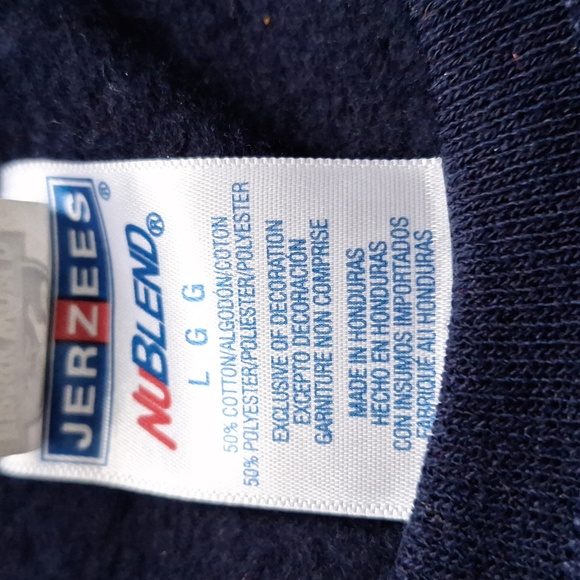 JERZEES®
NUBLEND®
L G G
50% COTTON/ALGODÓN/COTON
50% POLYESTER/POLIÉSTER/POLYESTER
EXCLUSIVE OF DECORATION
EXCEPTO DECORACIÓN
GARNITURE NON COMPRISE
MADE IN HONDURAS
HECHO EN HONDURAS
CON INSUMOS IMPORTADOS
FABRIQUÉ AU HONDURAS